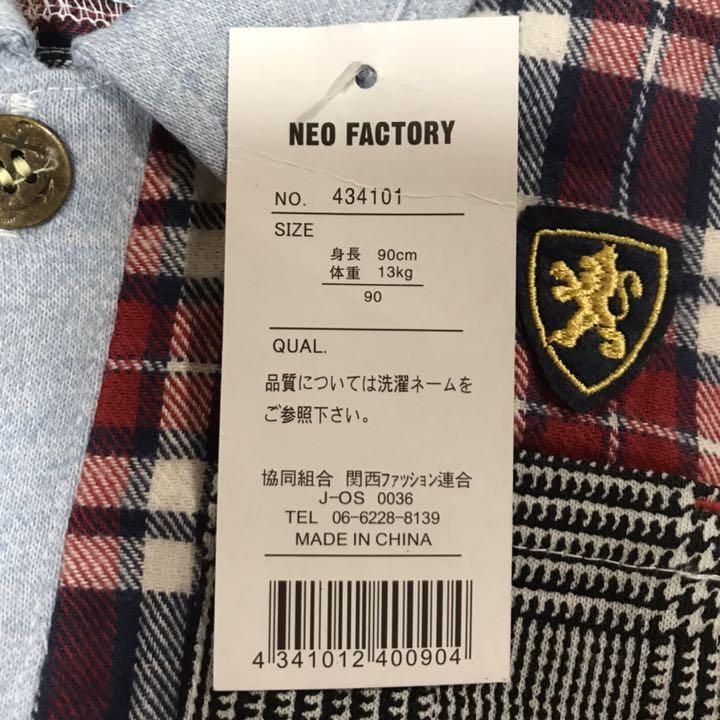 NEO FACTORY
NO. 434101
SIZE
身長 90cm
体重 13kg
90
QUAL.
品質については洗濯ネームを
ご参照下さい。
協同組合 関西ファッション連合
J-OS 0036
TEL 06-6228-8139
MADE IN CHINA
4 341012 400904